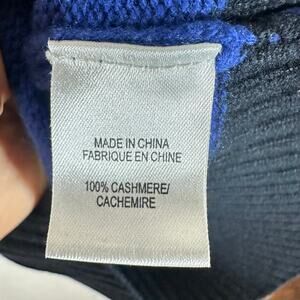 MADE IN CHINA
FABRIQUE EN CHINE
100% CASHMERE/
CACHEMIRE